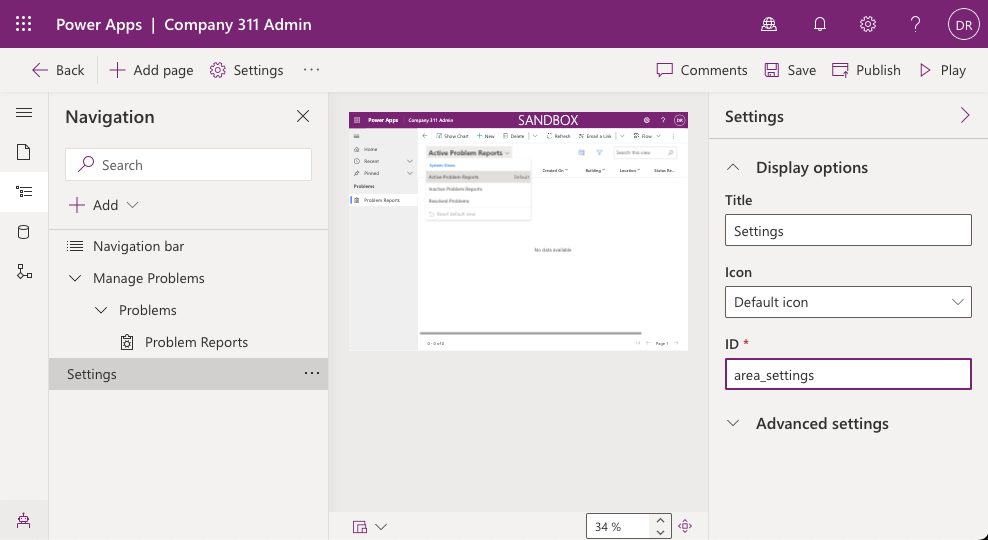 Power Apps | Company 311 Admin
DR
Back
Add page
Settings
Comments
Save
Publish
Play
Navigation
Search
Add
Navigation bar
Manage Problems
Problems
Problem Reports
Settings
Power Apps Company 311 Admin
SANDBOX
DR
Show Chart
New
Delete
Refresh
Email a Link
Flow
Home
Recent
Pinned
Problems
Problem Reports
Active Problem Reports
Search this view
System Views
Active Problem Reports Default
Inactive Problem Reports
Resolved Problems
Reset default view
Created On
Building
Location
Status Re...
No data available
0 - 0 of 0
Page 1
34 %
Settings
Display options
Title
Settings
Icon
Default icon
ID *
area_settings
Advanced settings